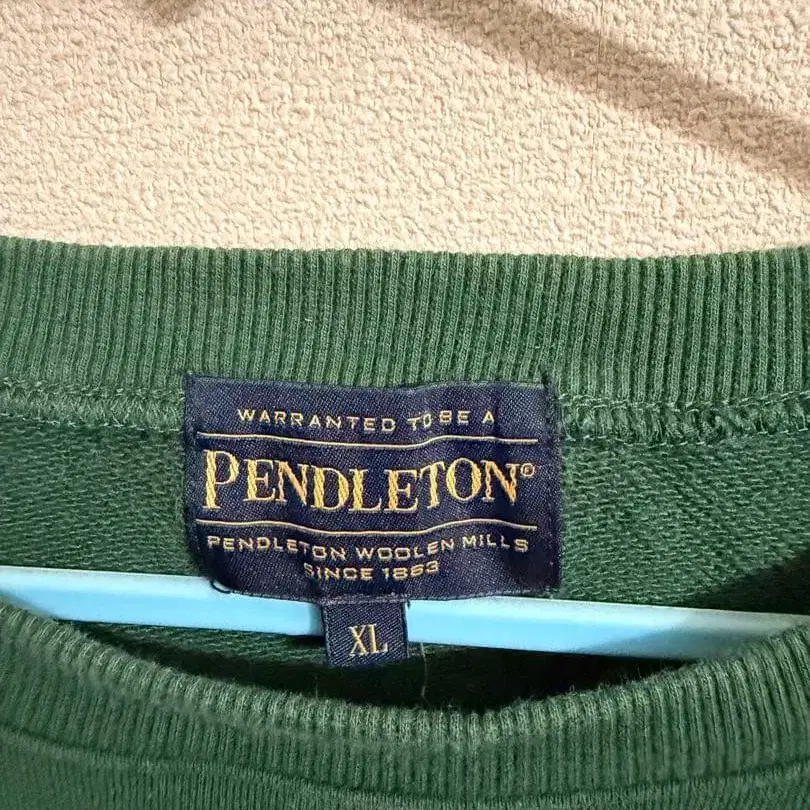 WARRANTED TO BE A
PENDLETON®
PENDLETON WOOLEN MILLS
SINCE 1863
XL